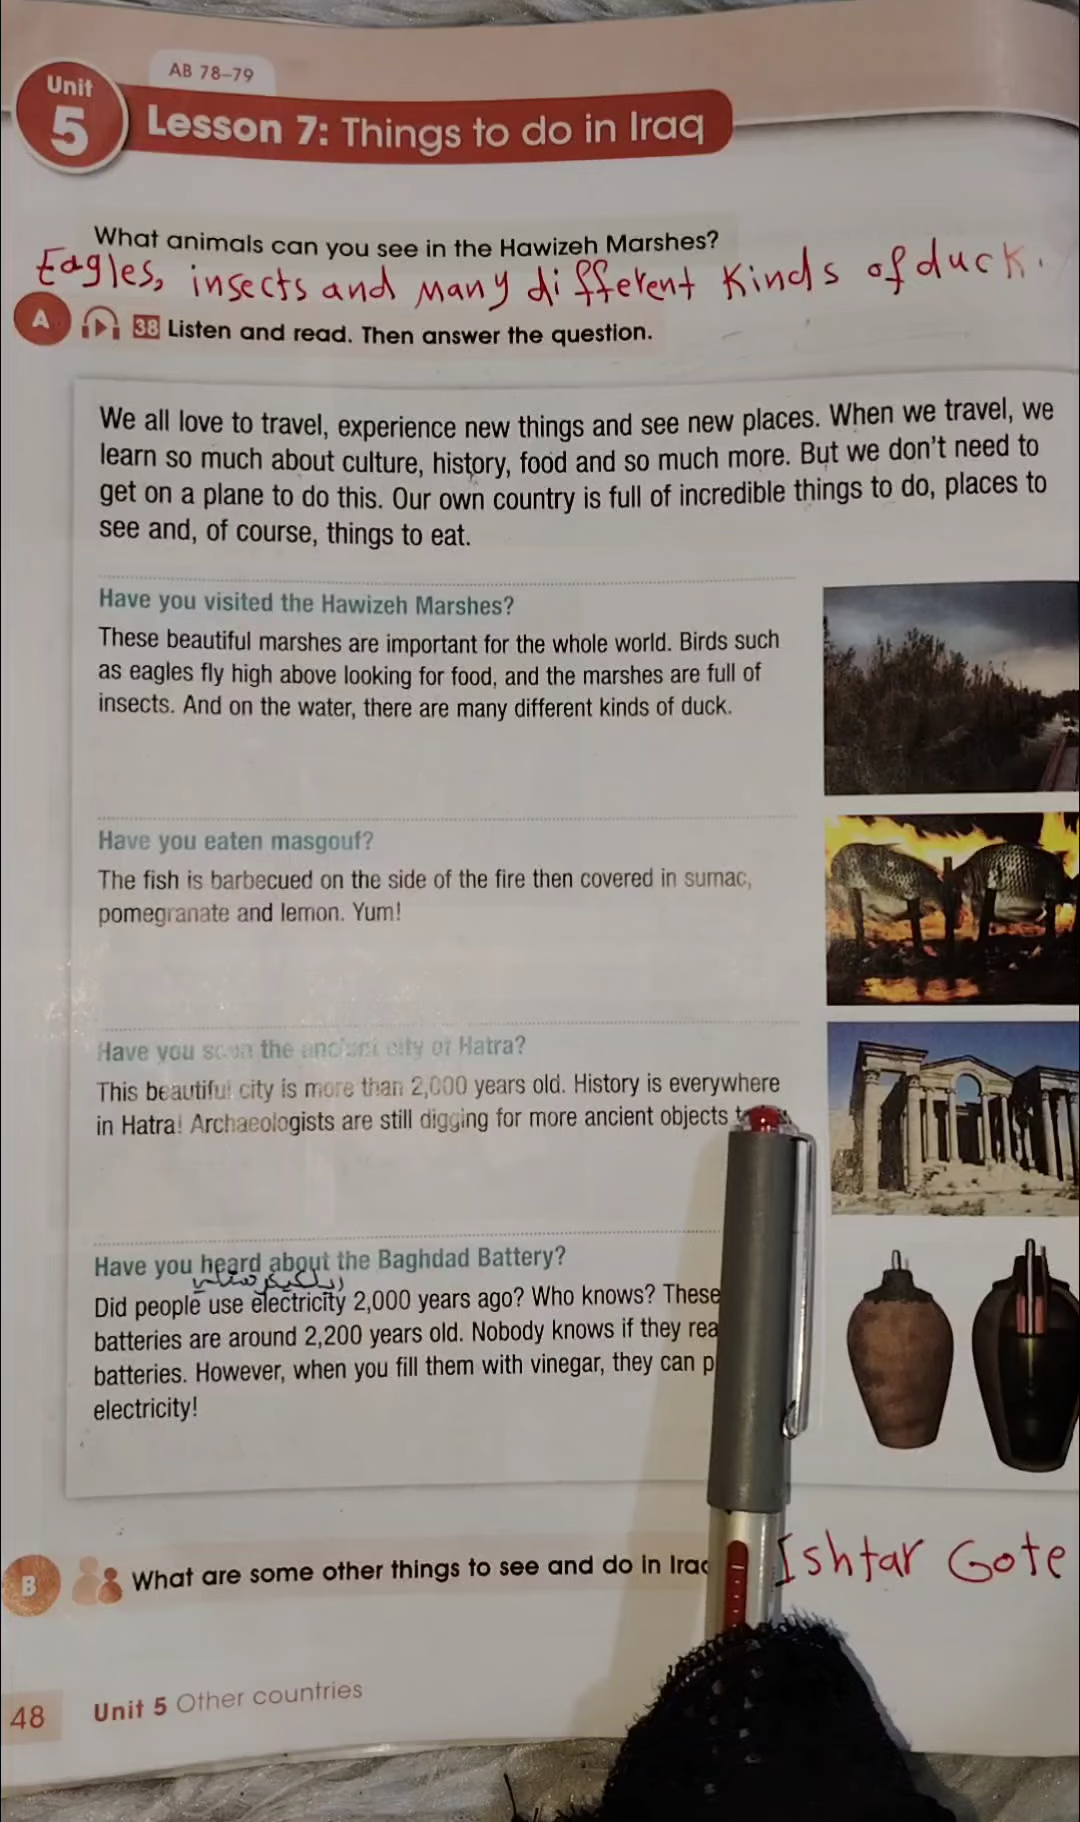 AB 78–79
Unit
5
Lesson 7: Things to do in Iraq
What animals can you see in the Hawizeh Marshes?
Eagles, insects and many different Kinds of duck.
A 38 Listen and read. Then answer the question.
We all love to travel, experience new things and see new places. When we travel, we
learn so much about culture, history, food and so much more. But we don't need to
get on a plane to do this. Our own country is full of incredible things to do, places to
see and, of course, things to eat.
Have you visited the Hawizeh Marshes?
These beautiful marshes are important for the whole world. Birds such
as eagles fly high above looking for food, and the marshes are full of
insects. And on the water, there are many different kinds of duck.
Have you eaten masgouf?
The fish is barbecued on the side of the fire then covered in sumac,
pomegranate and lemon. Yum!
Have you seen the ancient city of Hatra?
This beautiful city is more than 2,000 years old. History is everywhere
in Hatra! Archaeologists are still digging for more ancient objects
Have you heard about the Baghdad Battery?
Did people use electricity 2,000 years ago? Who knows? These
batteries are around 2,200 years old. Nobody knows if they rea
batteries. However, when you fill them with vinegar, they can p
electricity!
B What are some other things to see and do in Iraq
Ishtar Gote
48 Unit 5 Other countries